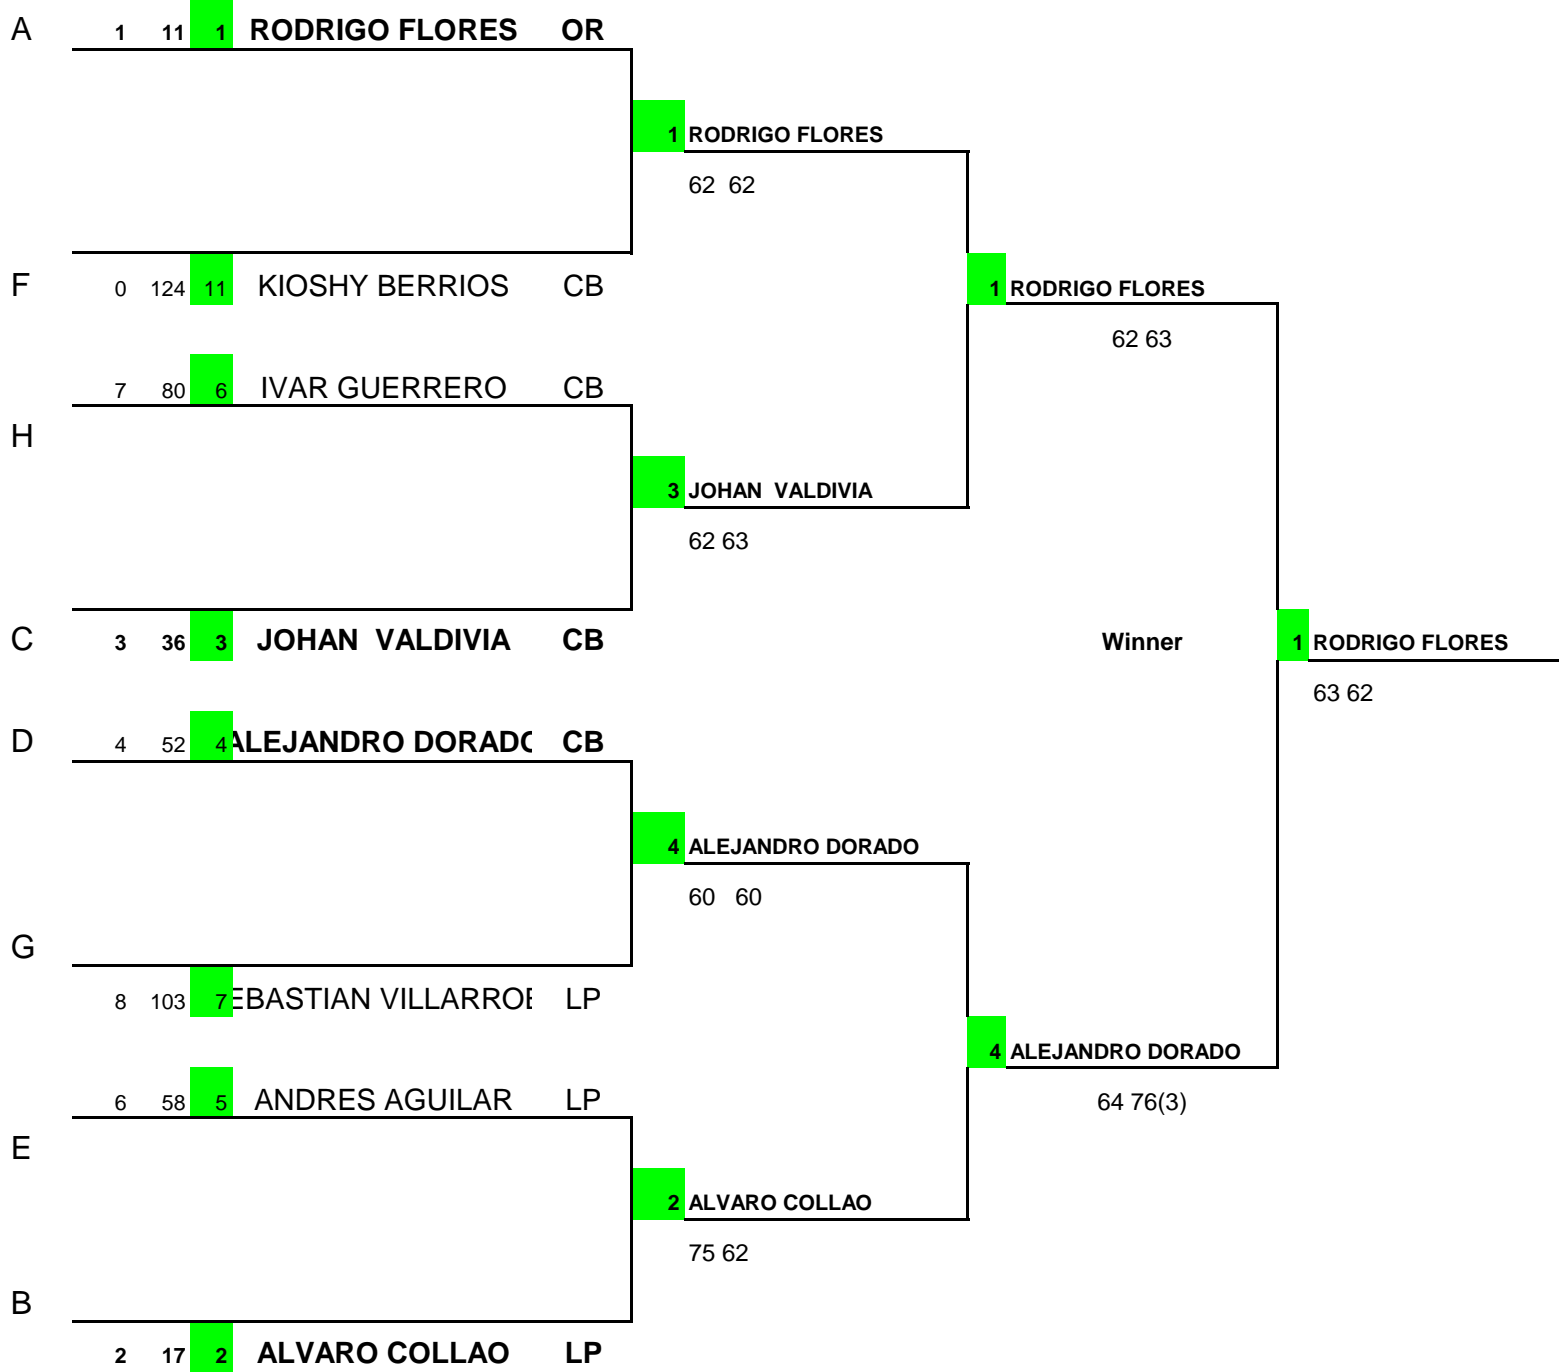 A 1 11 1 RODRIGO FLORES OR
1 RODRIGO FLORES
62 62
F 0 124 11 KIOSHY BERRIOS CB
1 RODRIGO FLORES
62 63
7 80 6 IVAR GUERRERO CB
H
3 JOHAN VALDIVIA
62 63
C 3 36 3 JOHAN VALDIVIA CB
Winner 1 RODRIGO FLORES
63 62
D 4 52 4 ALEJANDRO DORADO CB
4 ALEJANDRO DORADO
60 60
G
8 103 7 EBASTIAN VILLARROE LP
4 ALEJANDRO DORADO
64 76(3)
6 58 5 ANDRES AGUILAR LP
E
2 ALVARO COLLAO
75 62
B
2 17 2 ALVARO COLLAO LP